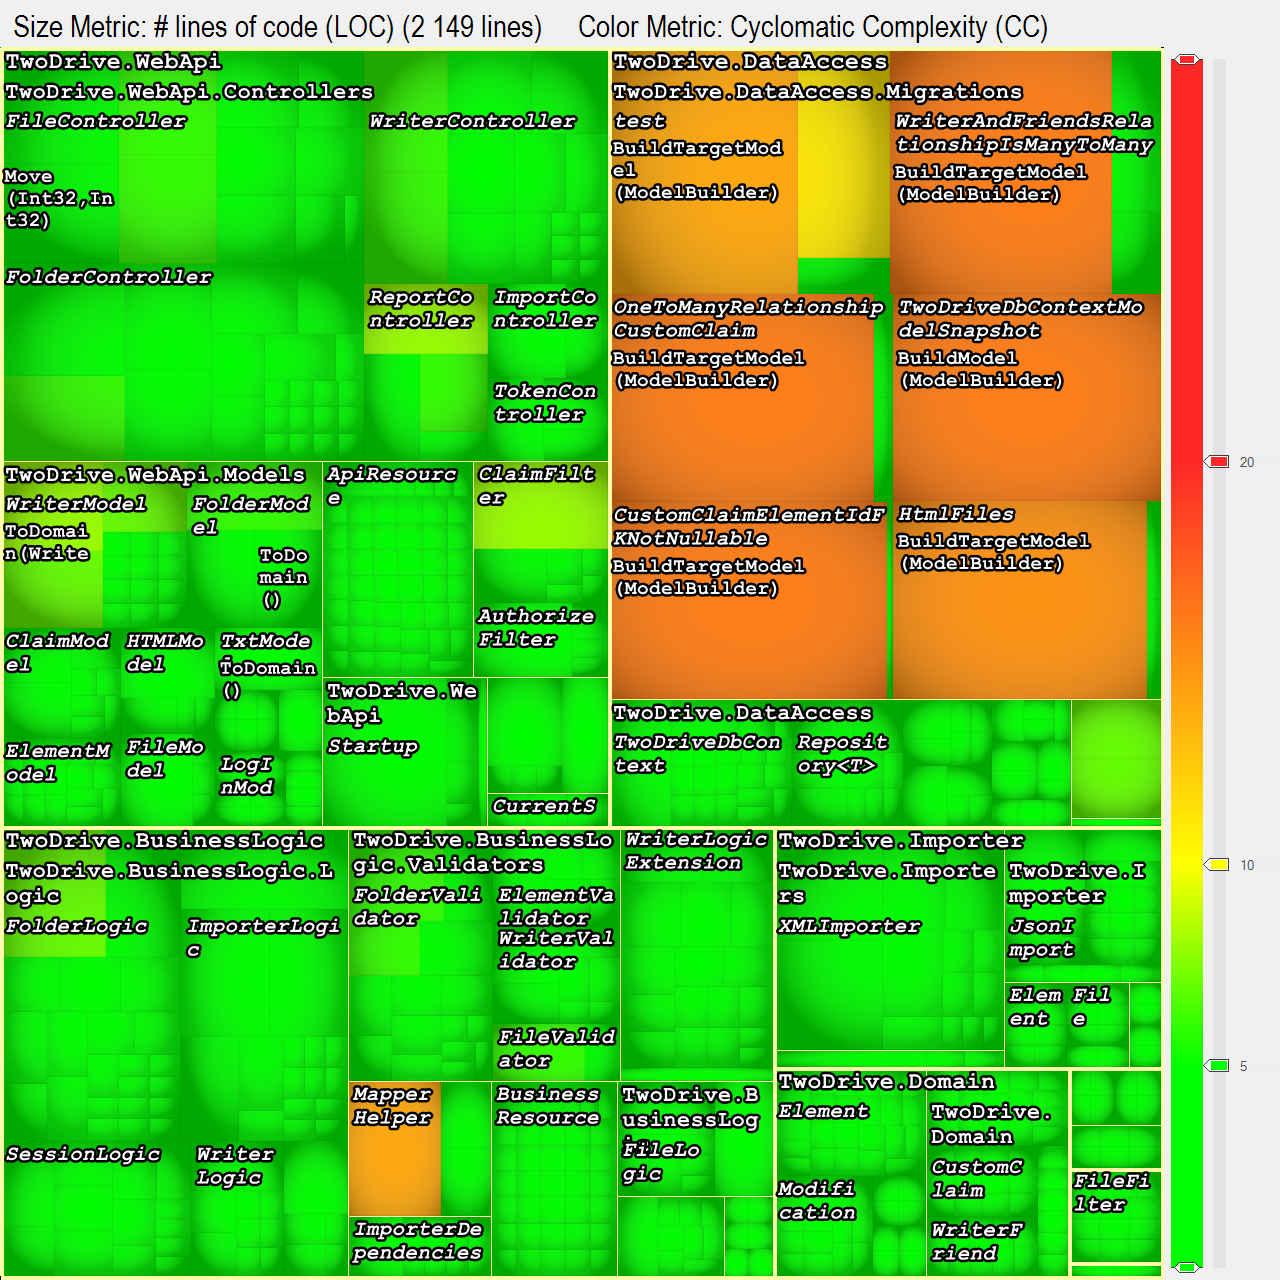 Size Metric: # lines of code (LOC) (2 149 lines)
Color Metric: Cyclomatic Complexity (CC)
TwoDrive.WebApi
TwoDrive.WebApi.Controllers
FileController
Move
(Int32,In
t32)
WriterController
FolderController
ReportCo
ntroller
ImportCo
ntroller
TokenCon
troller
TwoDrive.WebApi.Models
WriterModel
ToDomai
n(Write
FolderMod
el
ToDo
main
()
ClaimMod
el
HTMLMo
del
TxtMode
ToDomain
()
ElementM
odel
FileMo
del
LogI
nMod
ApiResourc
e
ClaimFilt
er
Authorize
Filter
TwoDrive.We
bApi
Startup
CurrentS
TwoDrive.DataAccess
TwoDrive.DataAccess.Migrations
test
BuildTargetMod
el
(ModelBuilder)
WriterAndFriendsRela
tionshipIsManyToMany
BuildTargetModel
(ModelBuilder)
OneToManyRelationship
CustomClaim
BuildTargetModel
(ModelBuilder)
TwoDriveDbContextMo
delSnapshot
BuildModel
(ModelBuilder)
CustomClaimElementIdF
KNotNullable
BuildTargetModel
(ModelBuilder)
HtmlFiles
BuildTargetModel
(ModelBuilder)
TwoDrive.DataAccess
TwoDriveDbCon
text
Reposit
ory<T>
TwoDrive.BusinessLogic
TwoDrive.BusinessLogic.L
ogic
FolderLogic
ImporterLogi
c
SessionLogic
Writer
Logic
TwoDrive.BusinessLo
gic.Validators
FolderVali
dator
ElementVa
lidator
WriterVal
idator
FileValid
ator
WriterLogic
Extension
Mapper
Helper
ImporterDe
pendencies
Business
Resource
TwoDrive.B
usinessLog
FileLo
gic
TwoDrive.Importer
TwoDrive.Importe
rs
XMLImporter
TwoDrive.I
mporter
JsonI
mport
Elem
ent
Fil
e
TwoDrive.Domain
Element
Modifi
cation
TwoDrive.
Domain
CustomC
laim
WriterF
riend
FileFi
lter
20
10
5